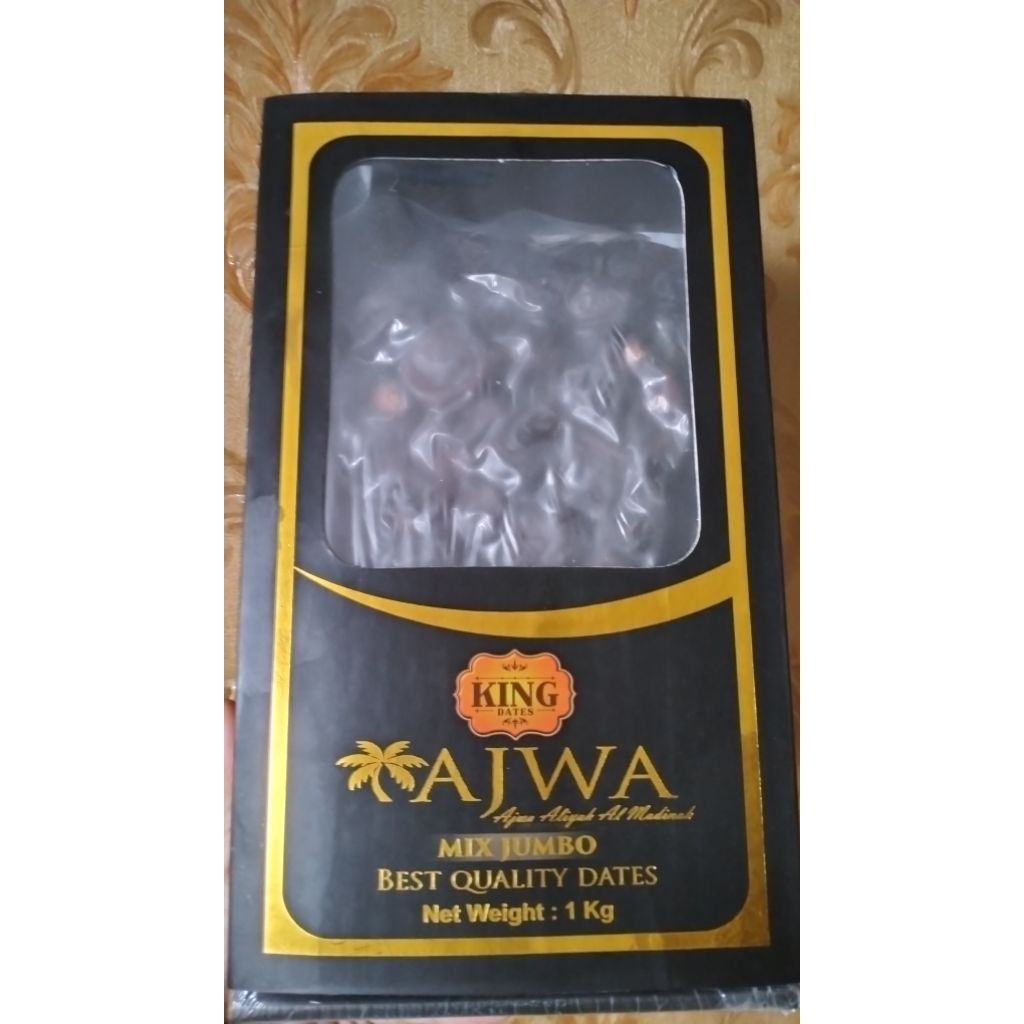 KING
DATES
AJWA
Ajwa Aliyah Al Madinah
MIX JUMBO
BEST QUALITY DATES
Net Weight : 1 Kg